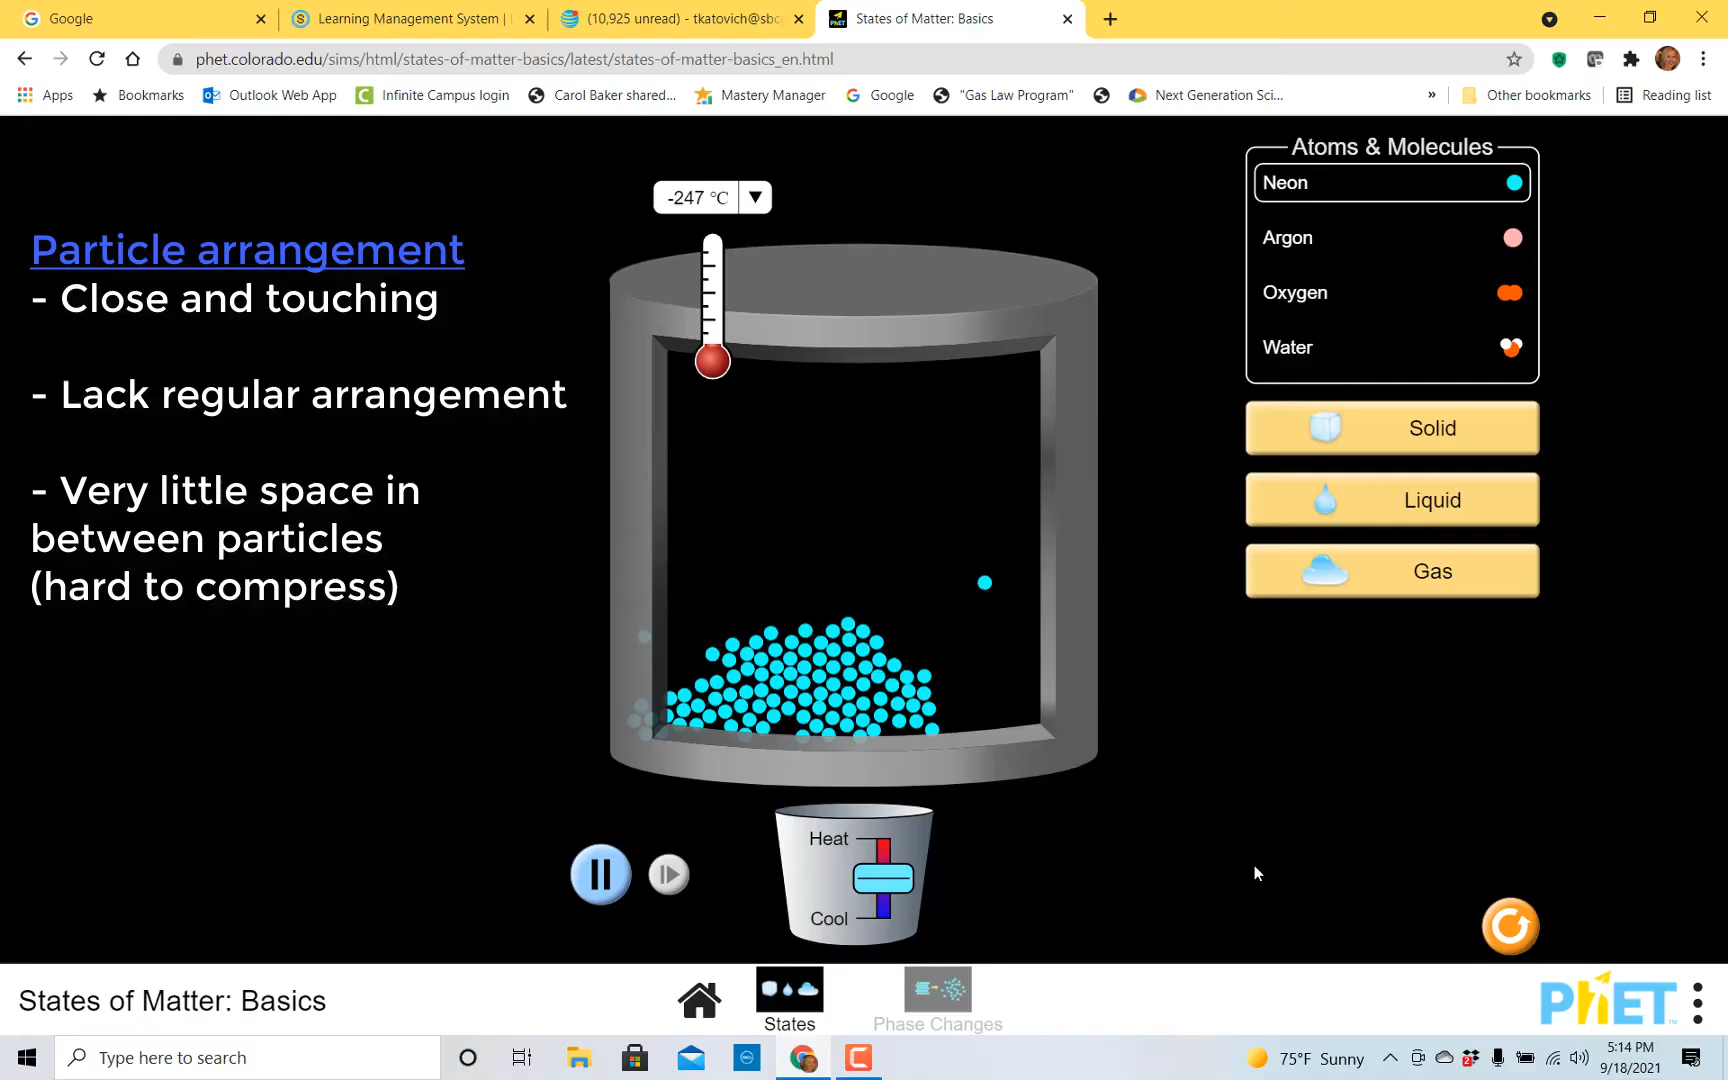 Google
Learning Management System |
(10,925 unread) - tkatovich@sbc
States of Matter: Basics
phet.colorado.edu/sims/html/states-of-matter-basics/latest/states-of-matter-basics_en.html
Apps
Bookmarks
Outlook Web App
Infinite Campus login
Carol Baker shared...
Mastery Manager
Google
"Gas Law Program"
Next Generation Sci...
»
Other bookmarks
Reading list
-247 °C
Particle arrangement
- Close and touching
- Lack regular arrangement
- Very little space in
between particles
(hard to compress)
Atoms & Molecules
Neon
Argon
Oxygen
Water
Solid
Liquid
Gas
Heat
Cool
States of Matter: Basics
States
Phase Changes
PhET
Type here to search
75°F Sunny
5:14 PM
9/18/2021